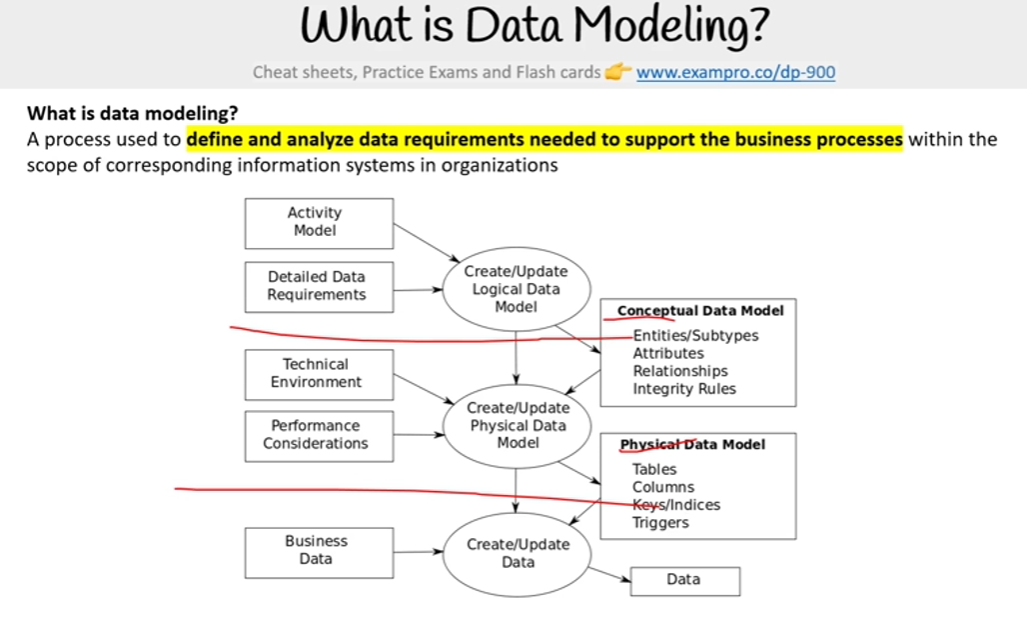 What is Data Modeling?
Cheat sheets, Practice Exams and Flash cards 👉 www.exampro.co/dp-900
What is data modeling?
A process used to define and analyze data requirements needed to support the business processes within the
scope of corresponding information systems in organizations
Activity
Model
Detailed Data
Requirements
Create/Update
Logical Data
Model
Conceptual Data Model
Entities/Subtypes
Attributes
Relationships
Integrity Rules
Technical
Environment
Performance
Considerations
Create/Update
Physical Data
Model
Physical Data Model
Tables
Columns
Keys/Indices
Triggers
Business
Data
Create/Update
Data
Data